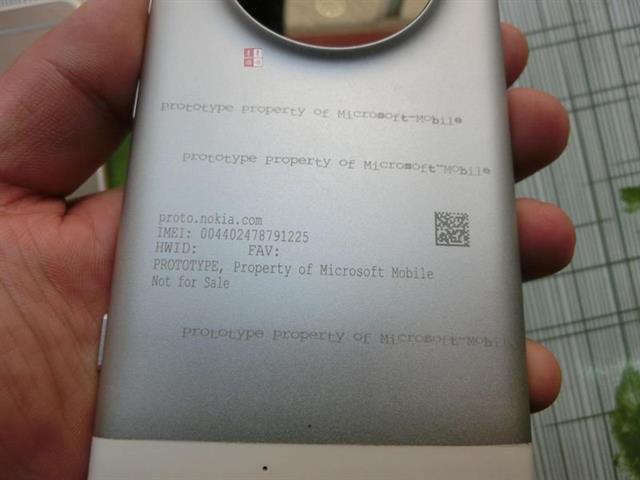 prototype property of Microsoft-Mobile
prototype property of Microsoft-Mobile
proto.nokia.com
IMEI: 004402478791225
HWID: FAV:
PROTOTYPE, Property of Microsoft Mobile
Not for Sale
prototype property of Microsoft-Mobil